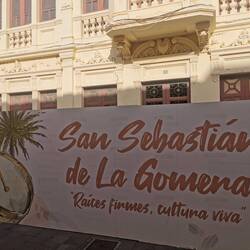 San Sebastián
de La Gomera
"Raíces firmes, cultura viva"